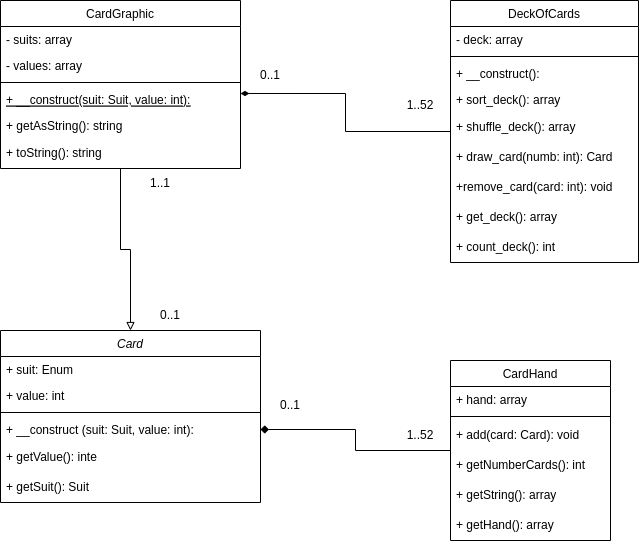 CardGraphic
- suits: array
- values: array
+ __construct(suit: Suit, value: int):
+ getAsString(): string
+ toString(): string
0..1
1..52
DeckOfCards
- deck: array
+ __construct():
+ sort_deck(): array
+ shuffle_deck(): array
+ draw_card(numb: int): Card
+remove_card(card: int): void
+ get_deck(): array
+ count_deck(): int
1..1
0..1
Card
+ suit: Enum
+ value: int
+ __construct (suit: Suit, value: int):
+ getValue(): inte
+ getSuit(): Suit
0..1
1..52
CardHand
+ hand: array
+ add(card: Card): void
+ getNumberCards(): int
+ getString(): array
+ getHand(): array